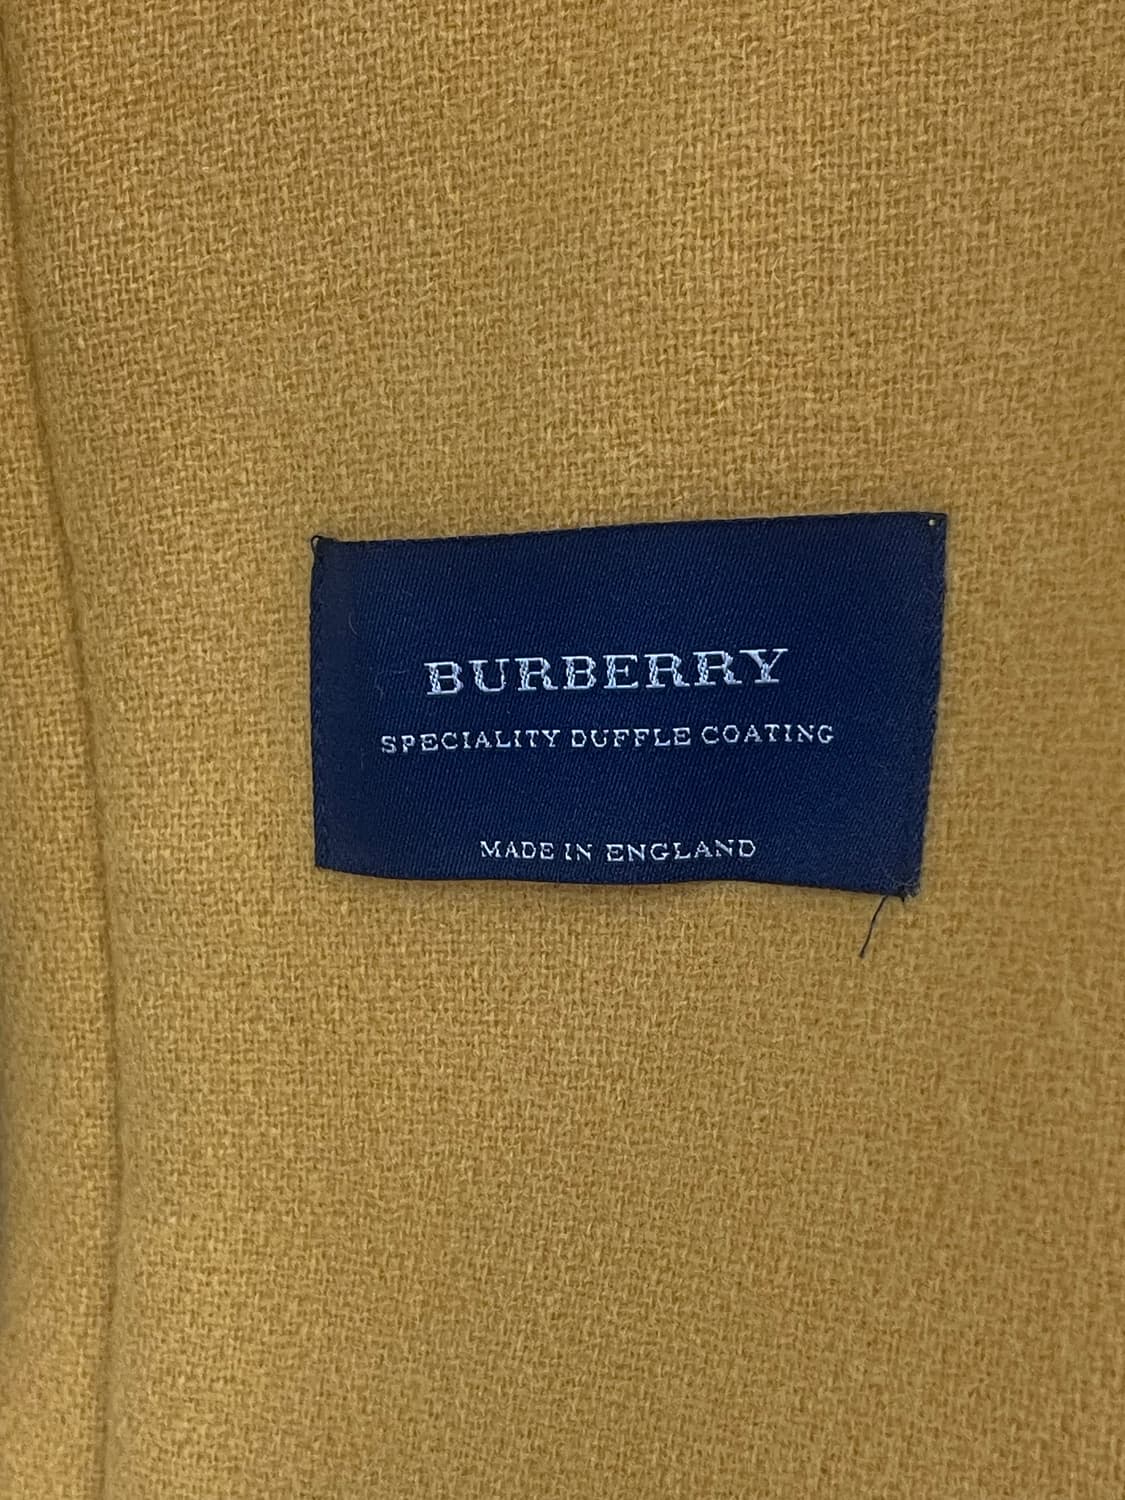 BURBERRY
SPECIALITY DUFFLE COATING
MADE IN ENGLAND